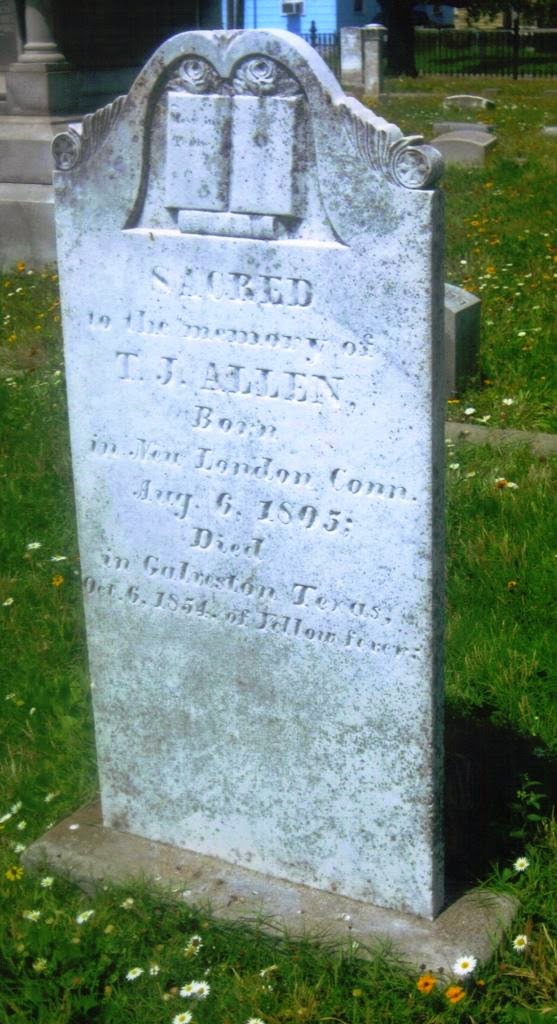 SACRED
to the memory of
T. J. ALLEN,
Born
in New London Conn.
Aug. 6. 1805;
Died
in Galveston Texas,
Oct. 6. 1854. of Yellow fever;